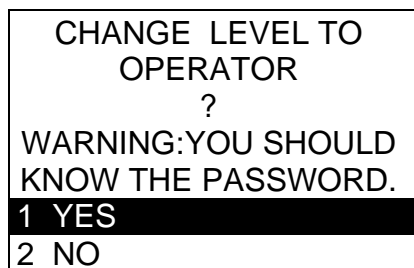 CHANGE LEVEL TO
OPERATOR
?
WARNING:YOU SHOULD
KNOW THE PASSWORD.
1 YES
2 NO